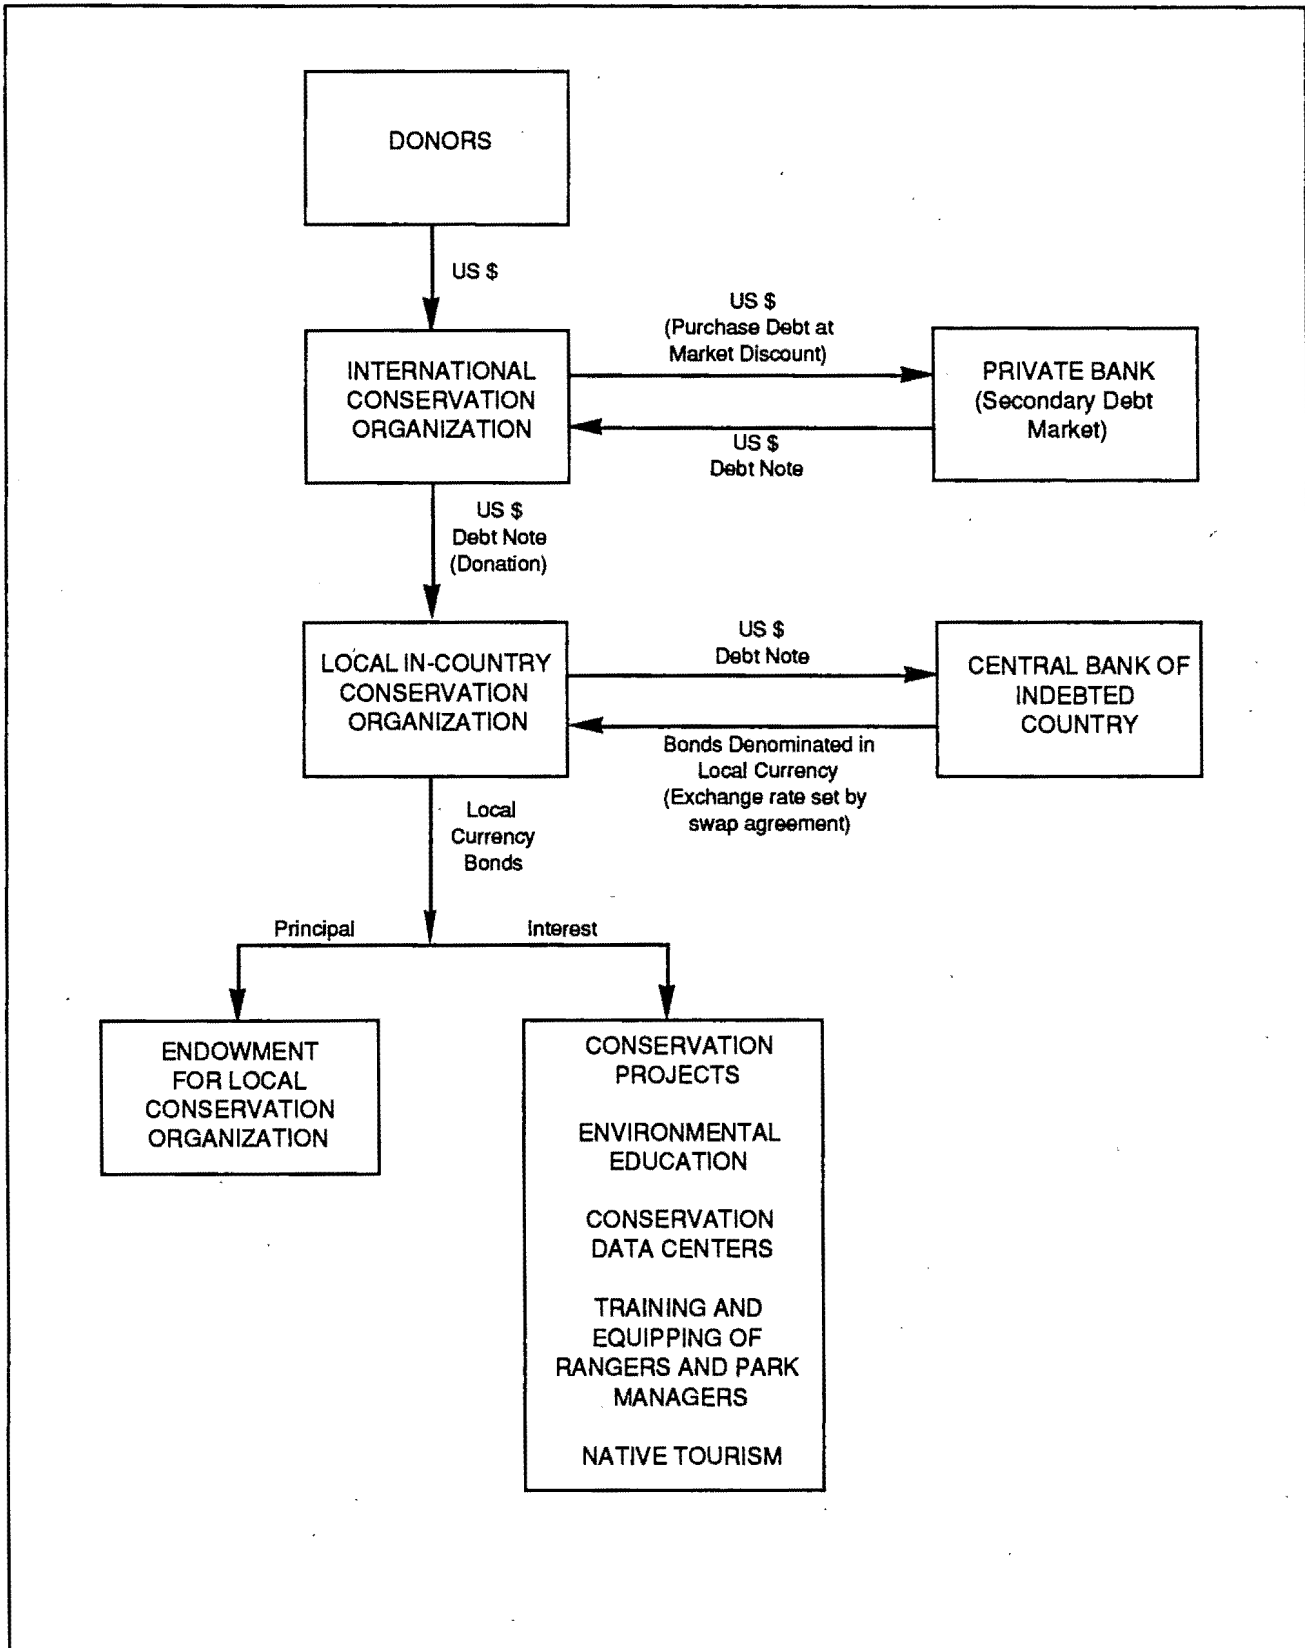 DONORS
US $
US $
(Purchase Debt at
Market Discount)
INTERNATIONAL
CONSERVATION
ORGANIZATION
PRIVATE BANK
(Secondary Debt
Market)
US $
Debt Note
US $
Debt Note
(Donation)
LOCAL IN-COUNTRY
CONSERVATION
ORGANIZATION
US $
Debt Note
CENTRAL BANK OF
INDEBTED
COUNTRY
Bonds Denominated in
Local Currency
(Exchange rate set by
swap agreement)
Local
Currency
Bonds
Principal
Interest
ENDOWMENT
FOR LOCAL
CONSERVATION
ORGANIZATION
CONSERVATION
PROJECTS
ENVIRONMENTAL
EDUCATION
CONSERVATION
DATA CENTERS
TRAINING AND
EQUIPPING OF
RANGERS AND PARK
MANAGERS
NATIVE TOURISM